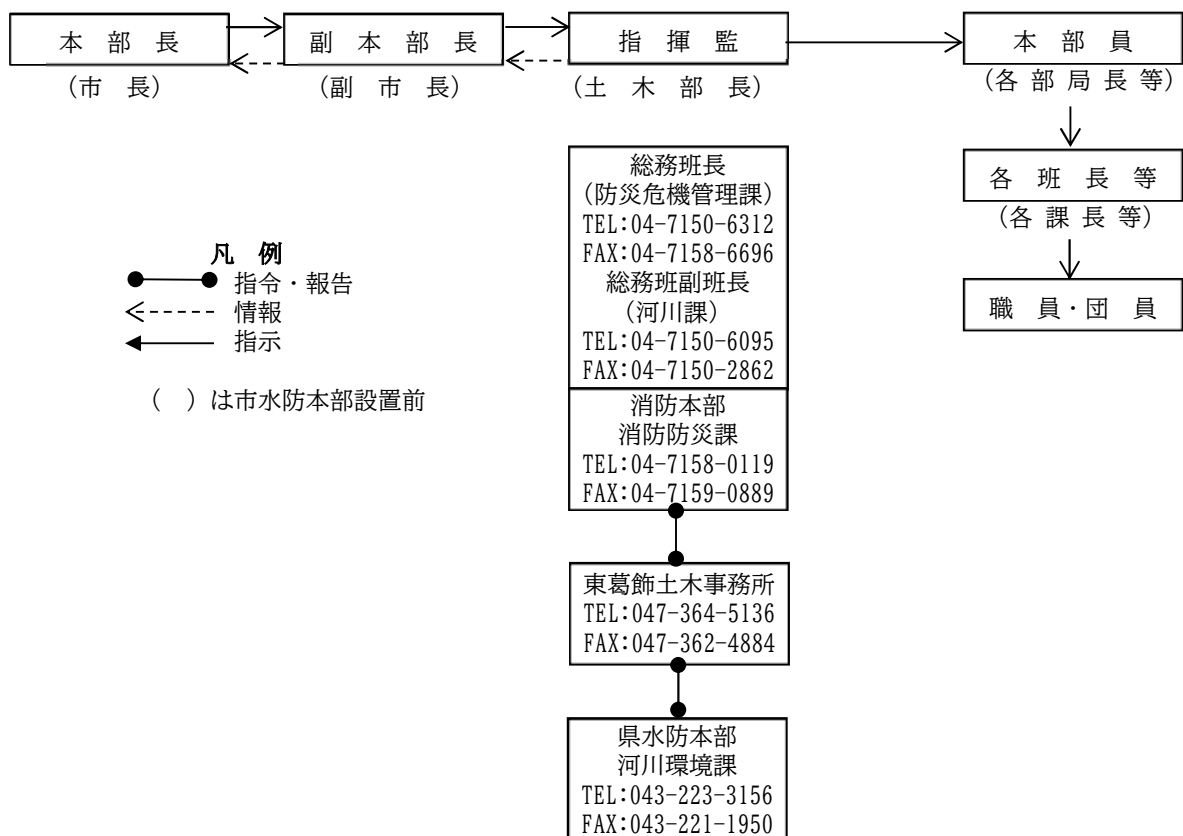 本 部 長
副 本 部 長
指 揮 監
本 部 員
（市 長）
（副 市 長）
（土 木 部 長）
（各 部 局 長 等）
各 班 長 等
（各 課 長 等）
職 員・団 員
総務班長
（防災危機管理課）
TEL:04-7150-6312
FAX:04-7158-6696
総務班副班長
（河川課）
TEL:04-7150-6095
FAX:04-7150-2862
消防本部
消防防災課
TEL:04-7158-0119
FAX:04-7159-0889
凡 例
指令・報告
情報
指示
（ ）は市水防本部設置前
東葛飾土木事務所
TEL:047-364-5136
FAX:047-362-4884
県水防本部
河川環境課
TEL:043-223-3156
FAX:043-221-1950